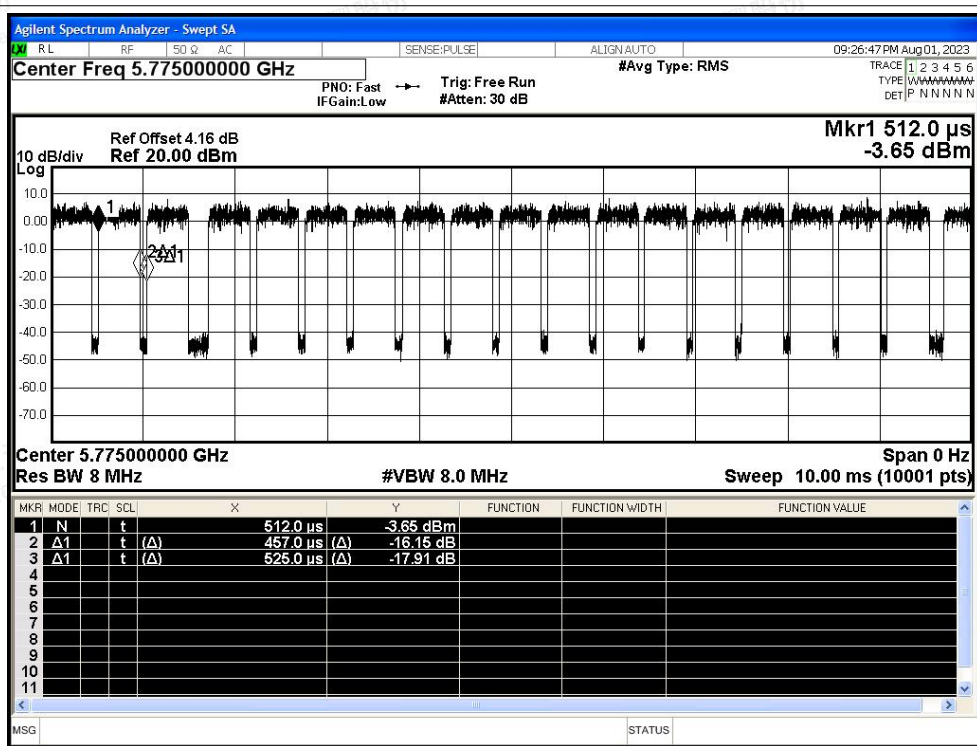 Agilent Spectrum Analyzer - Swept SA
LXI RL RF 50 Ω AC SENSE:PULSE ALIGN AUTO 09:26:47 PM Aug 01, 2023
Center Freq 5.775000000 GHz #Avg Type: RMS TRACE 1 2 3 4 5 6
PNO: Fast Trig: Free Run TYPE WWWWWW
IFGain:Low #Atten: 30 dB DET P N N N N N
Mkr1 512.0 µs
Ref Offset 4.16 dB
10 dB/div Ref 20.00 dBm -3.65 dBm
Log
10.0
1
0.00
-10.0
2Δ1
3Δ1
-20.0
-30.0
-40.0
-50.0
-60.0
-70.0
Center 5.775000000 GHz Span 0 Hz
Res BW 8 MHz #VBW 8.0 MHz Sweep 10.00 ms (10001 pts)
MKR MODE TRC SCL X Y FUNCTION FUNCTION WIDTH FUNCTION VALUE
1 N t 512.0 µs -3.65 dBm
2 Δ1 t (Δ) 457.0 µs (Δ) -16.15 dB
3 Δ1 t (Δ) 525.0 µs (Δ) -17.91 dB
4
5
6
7
8
9
10
11
MSG STATUS